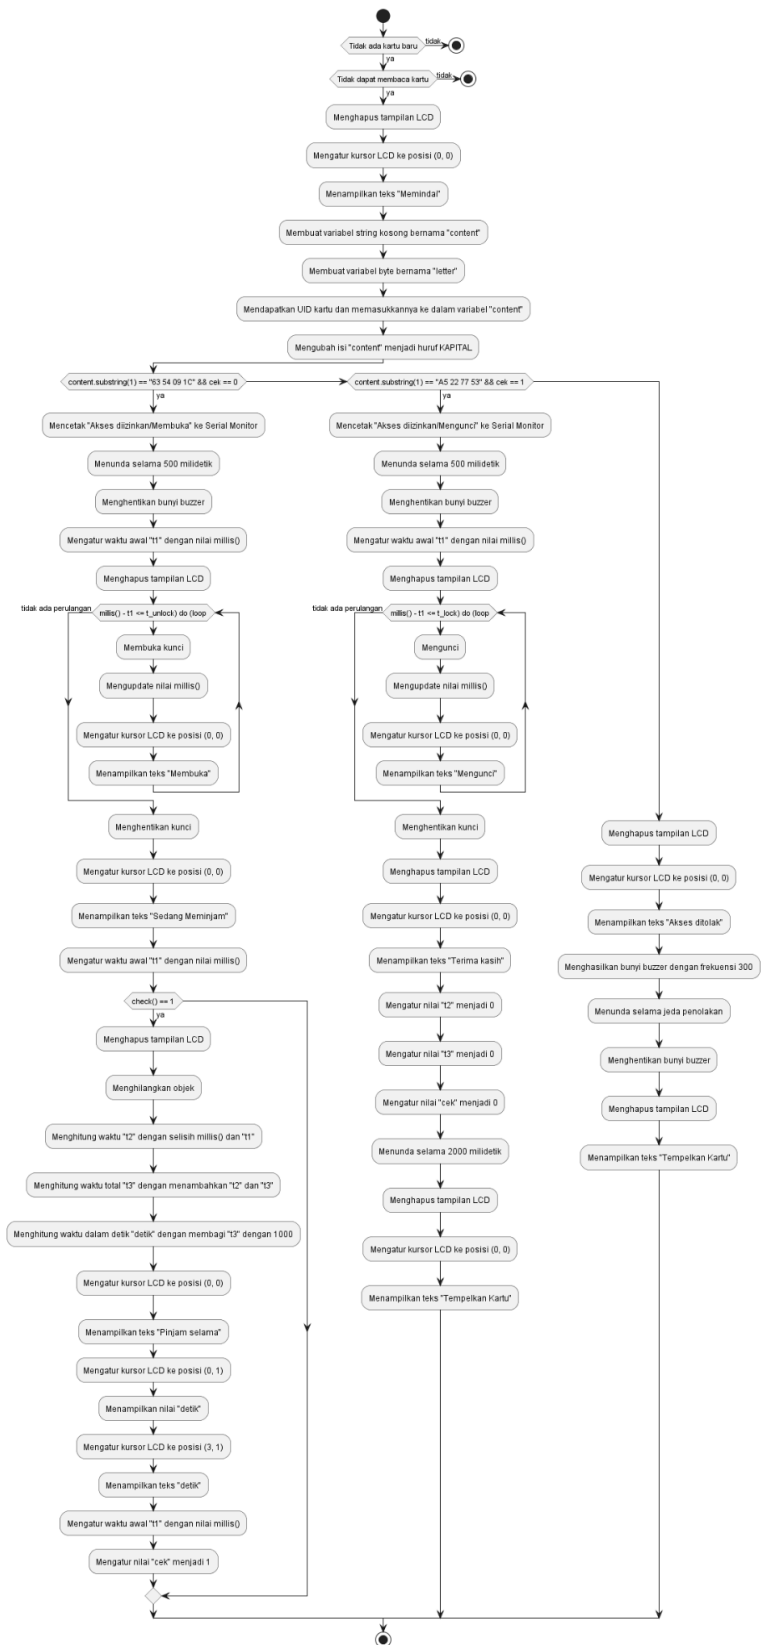 Tidak ada kartu baru
tidak
ya
Tidak dapat membaca kartu
tidak
ya
Menghapus tampilan LCD
Mengatur kursor LCD ke posisi (0, 0)
Menampilkan teks "Memindai"
Membuat variabel string kosong bernama "content"
Membuat variabel byte bernama "letter"
Mendapatkan UID kartu dan memasukkannya ke dalam variabel "content"
Mengubah isi "content" menjadi huruf KAPITAL
content.substring(1) == "63 54 09 1C" && cek == 0
ya
Mencetak "Akses diizinkan/Membuka" ke Serial Monitor
Menunda selama 500 milidetik
Menghentikan bunyi buzzer
Mengatur waktu awal "t1" dengan nilai millis()
Menghapus tampilan LCD
tidak ada perulangan
millis() - t1 <= t_unlock) do (loop
Membuka kunci
Mengupdate nilai millis()
Mengatur kursor LCD ke posisi (0, 0)
Menampilkan teks "Membuka"
Menghentikan kunci
Mengatur kursor LCD ke posisi (0, 0)
Menampilkan teks "Sedang Meminjam"
Mengatur waktu awal "t1" dengan nilai millis()
check() == 1
ya
Menghapus tampilan LCD
Menghilangkan objek
Menghitung waktu "t2" dengan selisih millis() dan "t1"
Menghitung waktu total "t3" dengan menambahkan "t2" dan "t3"
Menghitung waktu dalam detik "detik" dengan membagi "t3" dengan 1000
Mengatur kursor LCD ke posisi (0, 0)
Menampilkan teks "Pinjam selama"
Mengatur kursor LCD ke posisi (0, 1)
Menampilkan nilai "detik"
Mengatur kursor LCD ke posisi (3, 1)
Menampilkan teks "detik"
Mengatur waktu awal "t1" dengan nilai millis()
Mengatur nilai "cek" menjadi 1
content.substring(1) == "A5 22 77 53" && cek == 1
ya
Mencetak "Akses diizinkan/Mengunci" ke Serial Monitor
Menunda selama 500 milidetik
Menghentikan bunyi buzzer
Mengatur waktu awal "t1" dengan nilai millis()
Menghapus tampilan LCD
tidak ada perulangan
millis() - t1 <= t_lock) do (loop
Mengunci
Mengupdate nilai millis()
Mengatur kursor LCD ke posisi (0, 0)
Menampilkan teks "Mengunci"
Menghentikan kunci
Menghapus tampilan LCD
Mengatur kursor LCD ke posisi (0, 0)
Menampilkan teks "Terima kasih"
Mengatur nilai "t2" menjadi 0
Mengatur nilai "t3" menjadi 0
Mengatur nilai "cek" menjadi 0
Menunda selama 2000 milidetik
Menghapus tampilan LCD
Mengatur kursor LCD ke posisi (0, 0)
Menampilkan teks "Tempelkan Kartu"
Menghapus tampilan LCD
Mengatur kursor LCD ke posisi (0, 0)
Menampilkan teks "Akses ditolak"
Menghasilkan bunyi buzzer dengan frekuensi 300
Menunda selama jeda penolakan
Menghentikan bunyi buzzer
Menghapus tampilan LCD
Menampilkan teks "Tempelkan Kartu"